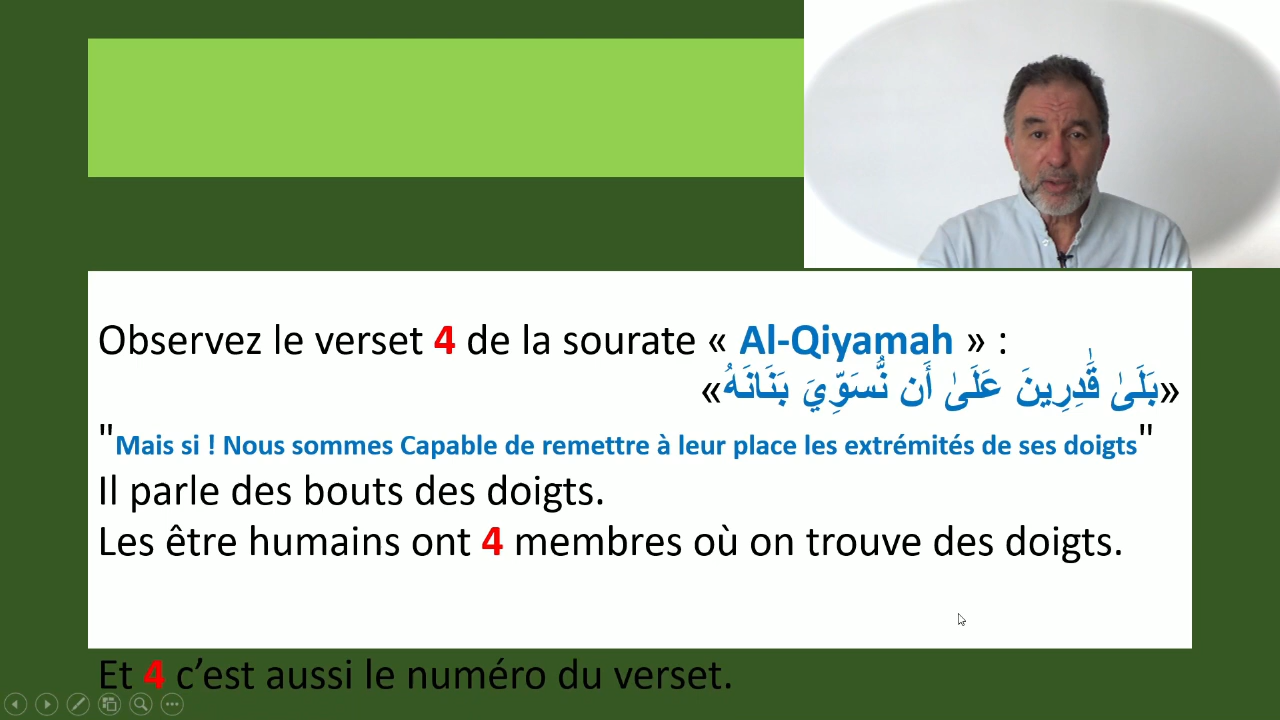 Observez le verset 4 de la sourate « Al-Qiyamah » :
«بَلَىٰ قَٰدِرِينَ عَلَىٰ أَن نُّسَوِّيَ بَنَانَهُ»
"Mais si ! Nous sommes Capable de remettre à leur place les extrémités de ses doigts"
Il parle des bouts des doigts.
Les être humains ont 4 membres où on trouve des doigts.
Et 4 c’est aussi le numéro du verset.